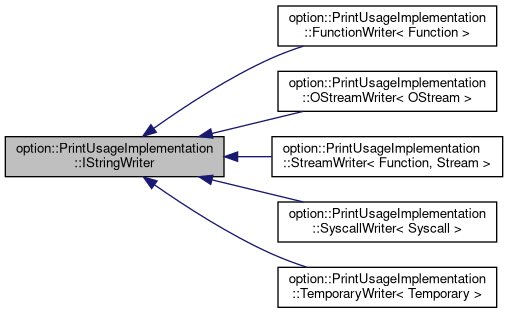 option::PrintUsageImplementation
::IStringWriter
option::PrintUsageImplementation
::FunctionWriter< Function >
option::PrintUsageImplementation
::OStreamWriter< OStream >
option::PrintUsageImplementation
::StreamWriter< Function, Stream >
option::PrintUsageImplementation
::SyscallWriter< Syscall >
option::PrintUsageImplementation
::TemporaryWriter< Temporary >